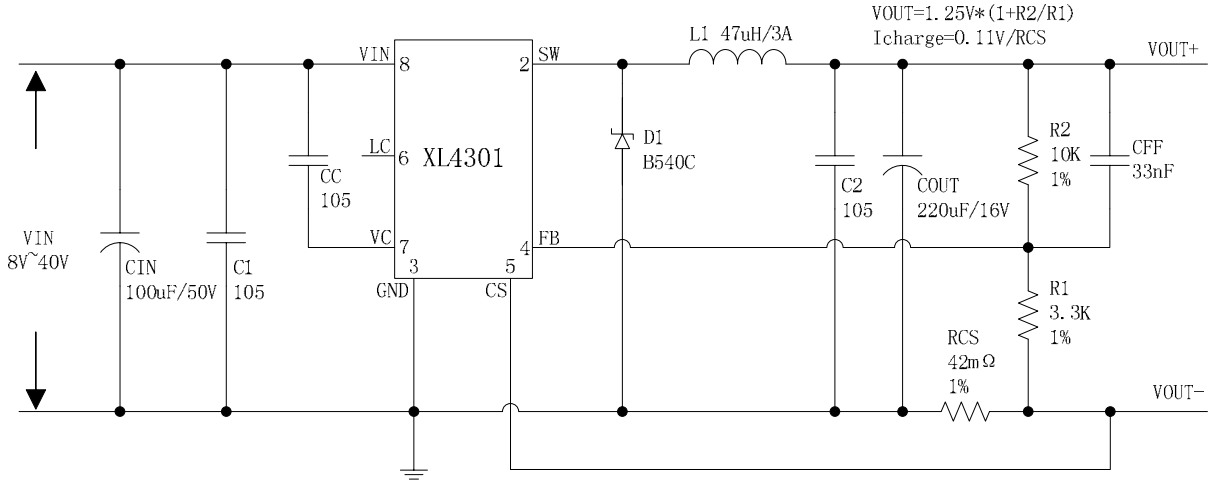 VOUT=1.25V*(1+R2/R1)
Icharge=0.11V/RCS
L1 47uH/3A
VOUT+
VIN
8
2
SW
XL4301
LC
6
CC
105
D1
B540C
C2
105
COUT
220uF/16V
R2
10K
1%
CFF
33nF
VIN
8V~40V
CIN
100uF/50V
C1
105
VC
7
4
FB
3
5
GND
CS
R1
3.3K
1%
RCS
42mΩ
1%
VOUT-